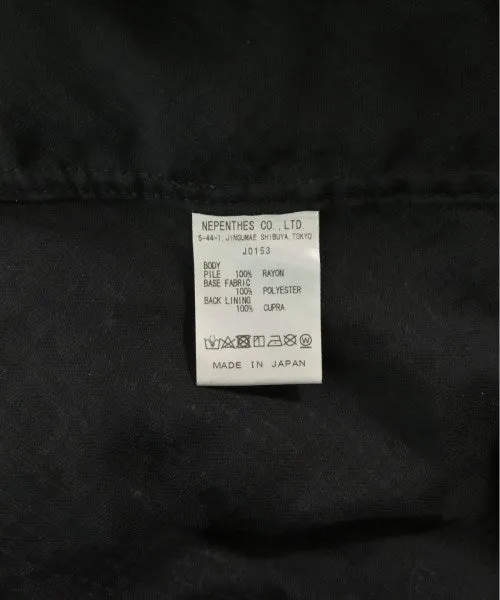 NEPENTHES CO., LTD.
5-44-1, JINGUMAE SHIBUYA, TOKYO
J0153
BODY
PILE 100% RAYON
BASE FABRIC
100% POLYESTER
BACK LINING
100% CUPRA
W
MADE IN JAPAN